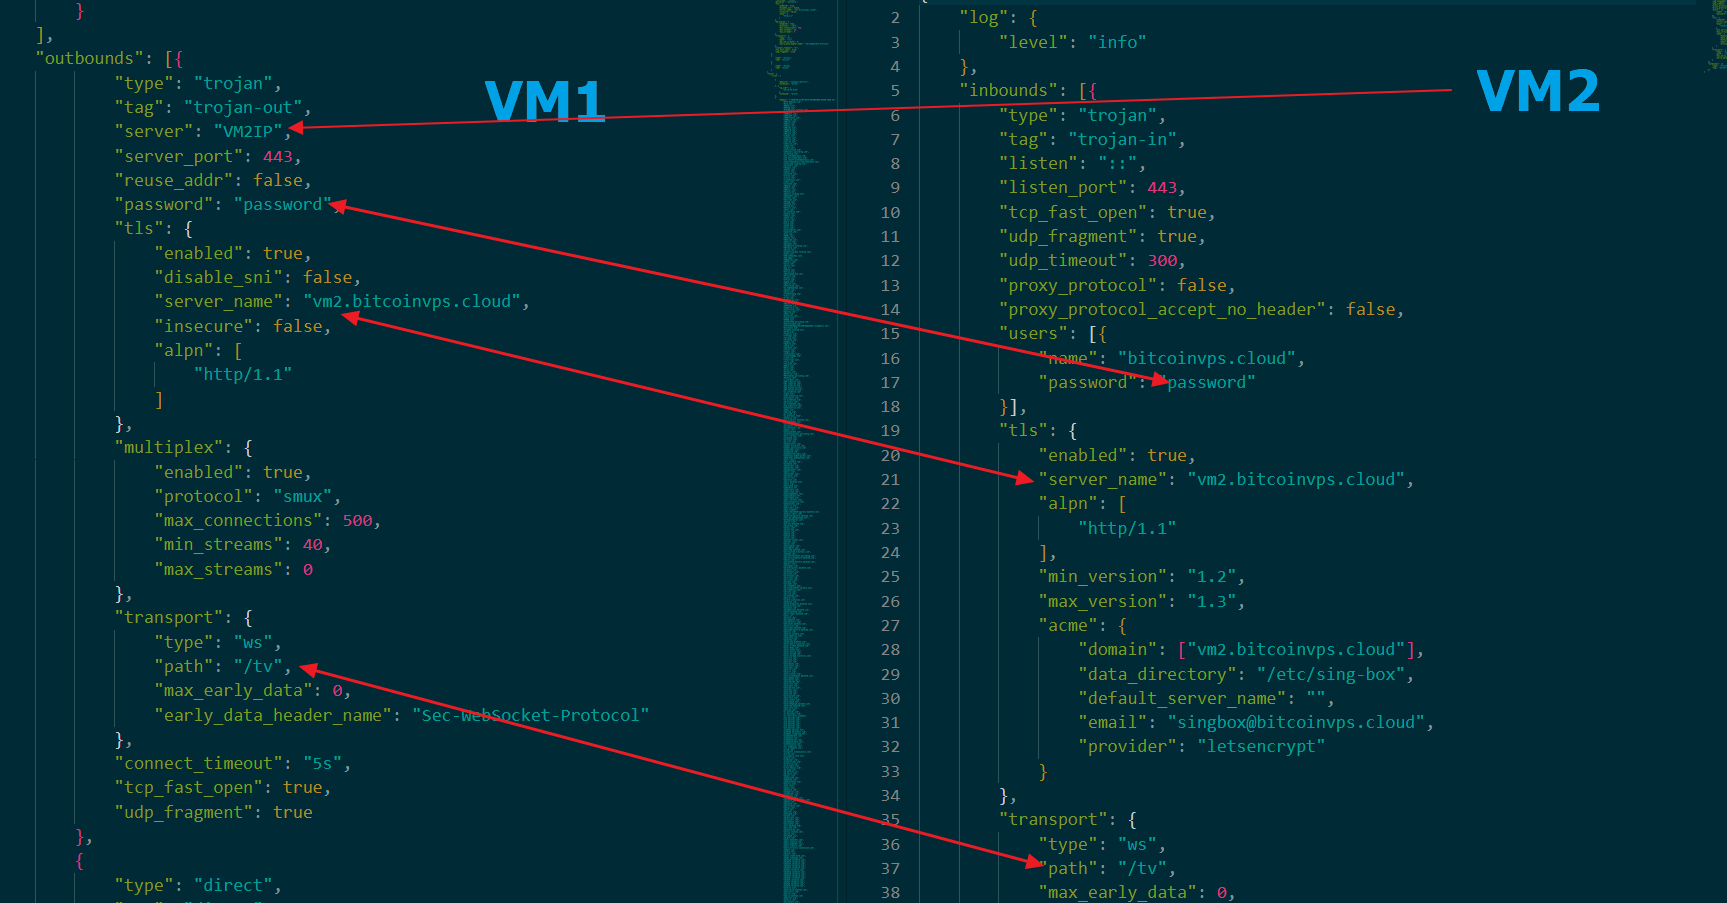 }
],
"outbounds": [{
"type": "trojan",
"tag": "trojan-out",
"server": "VM2IP",
"server_port": 443,
"reuse_addr": false,
"password": "password",
"tls": {
"enabled": true,
"disable_sni": false,
"server_name": "vm2.bitcoinvps.cloud",
"insecure": false,
"alpn": [
"http/1.1"
]
},
"multiplex": {
"enabled": true,
"protocol": "smux",
"max_connections": 500,
"min_streams": 40,
"max_streams": 0
},
"transport": {
"type": "ws",
"path": "/tv",
"max_early_data": 0,
"early_data_header_name": "Sec-WebSocket-Protocol"
},
"connect_timeout": "5s",
"tcp_fast_open": true,
"udp_fragment": true
},
{
"type": "direct",
VM1
VM2
2 "log": {
3 "level": "info"
4 },
5 "inbounds": [{
6 "type": "trojan",
7 "tag": "trojan-in",
8 "listen": "::",
9 "listen_port": 443,
10 "tcp_fast_open": true,
11 "udp_fragment": true,
12 "udp_timeout": 300,
13 "proxy_protocol": false,
14 "proxy_protocol_accept_no_header": false,
15 "users": [{
16 "name": "bitcoinvps.cloud",
17 "password": "password"
18 }],
19 "tls": {
20 "enabled": true,
21 "server_name": "vm2.bitcoinvps.cloud",
22 "alpn": [
23 "http/1.1"
24 ],
25 "min_version": "1.2",
26 "max_version": "1.3",
27 "acme": {
28 "domain": ["vm2.bitcoinvps.cloud"],
29 "data_directory": "/etc/sing-box",
30 "default_server_name": "",
31 "email": "singbox@bitcoinvps.cloud",
32 "provider": "letsencrypt"
33 }
34 },
35 "transport": {
36 "type": "ws",
37 "path": "/tv",
38 "max_early_data": 0,